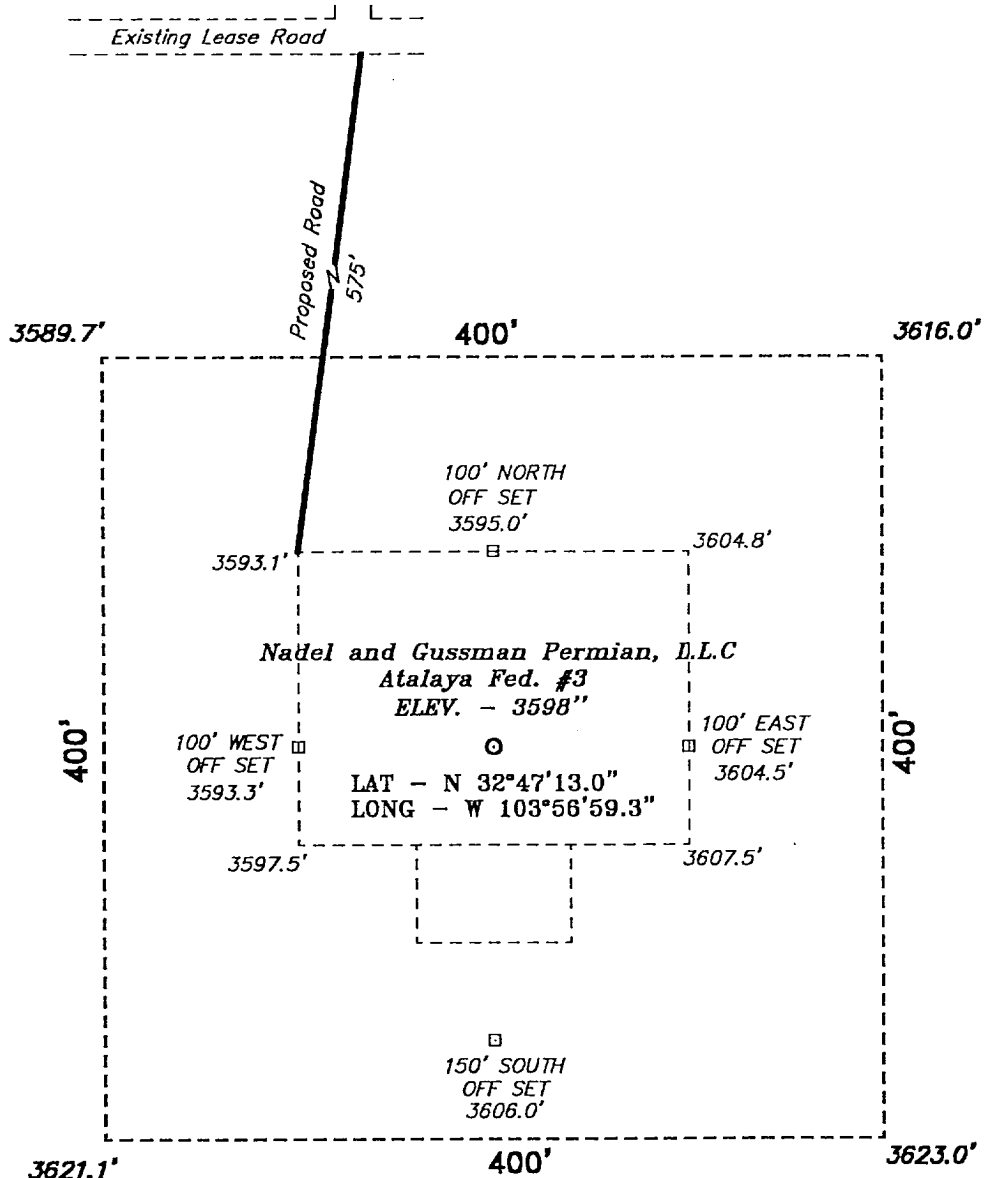 Existing Lease Road
Proposed Road
575'
3589.7'
400'
3616.0'
100' NORTH
OFF SET
3595.0'
3593.1'
3604.8'
Nadel and Gussman Permian, L.L.C
Atalaya Fed. #3
ELEV. - 3598"
400'
100' WEST
OFF SET
3593.3'
100' EAST
OFF SET
3604.5'
400'
LAT - N 32°47'13.0"
LONG - W 103°56'59.3"
3597.5'
3607.5'
150' SOUTH
OFF SET
3606.0'
3621.1'
400'
3623.0'